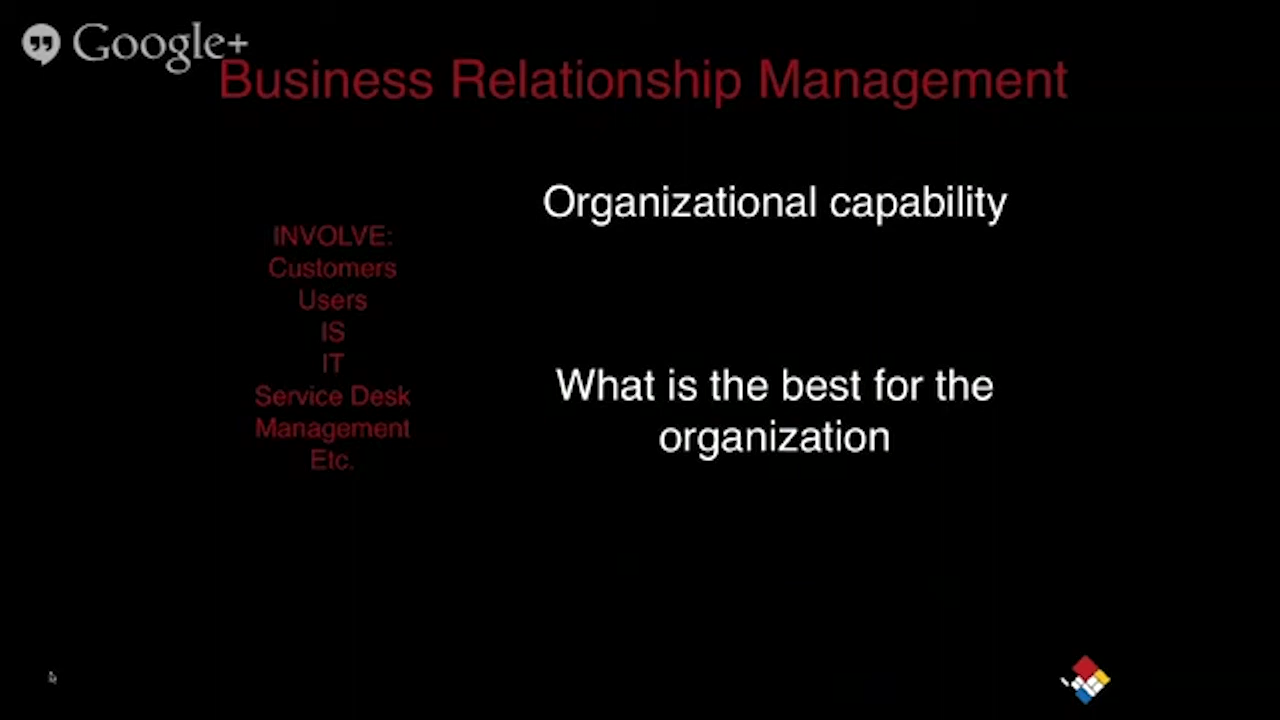 Google+
Business Relationship Management
Organizational capability
INVOLVE:
Customers
Users
IS
IT
Service Desk
Management
Etc.
What is the best for the
organization